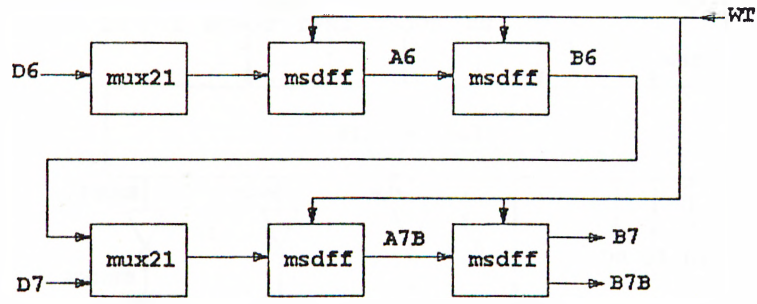 WT
A6 B6
D6 mux21 msdff msdff
A7B B7
mux21 msdff msdff
D7 B7B